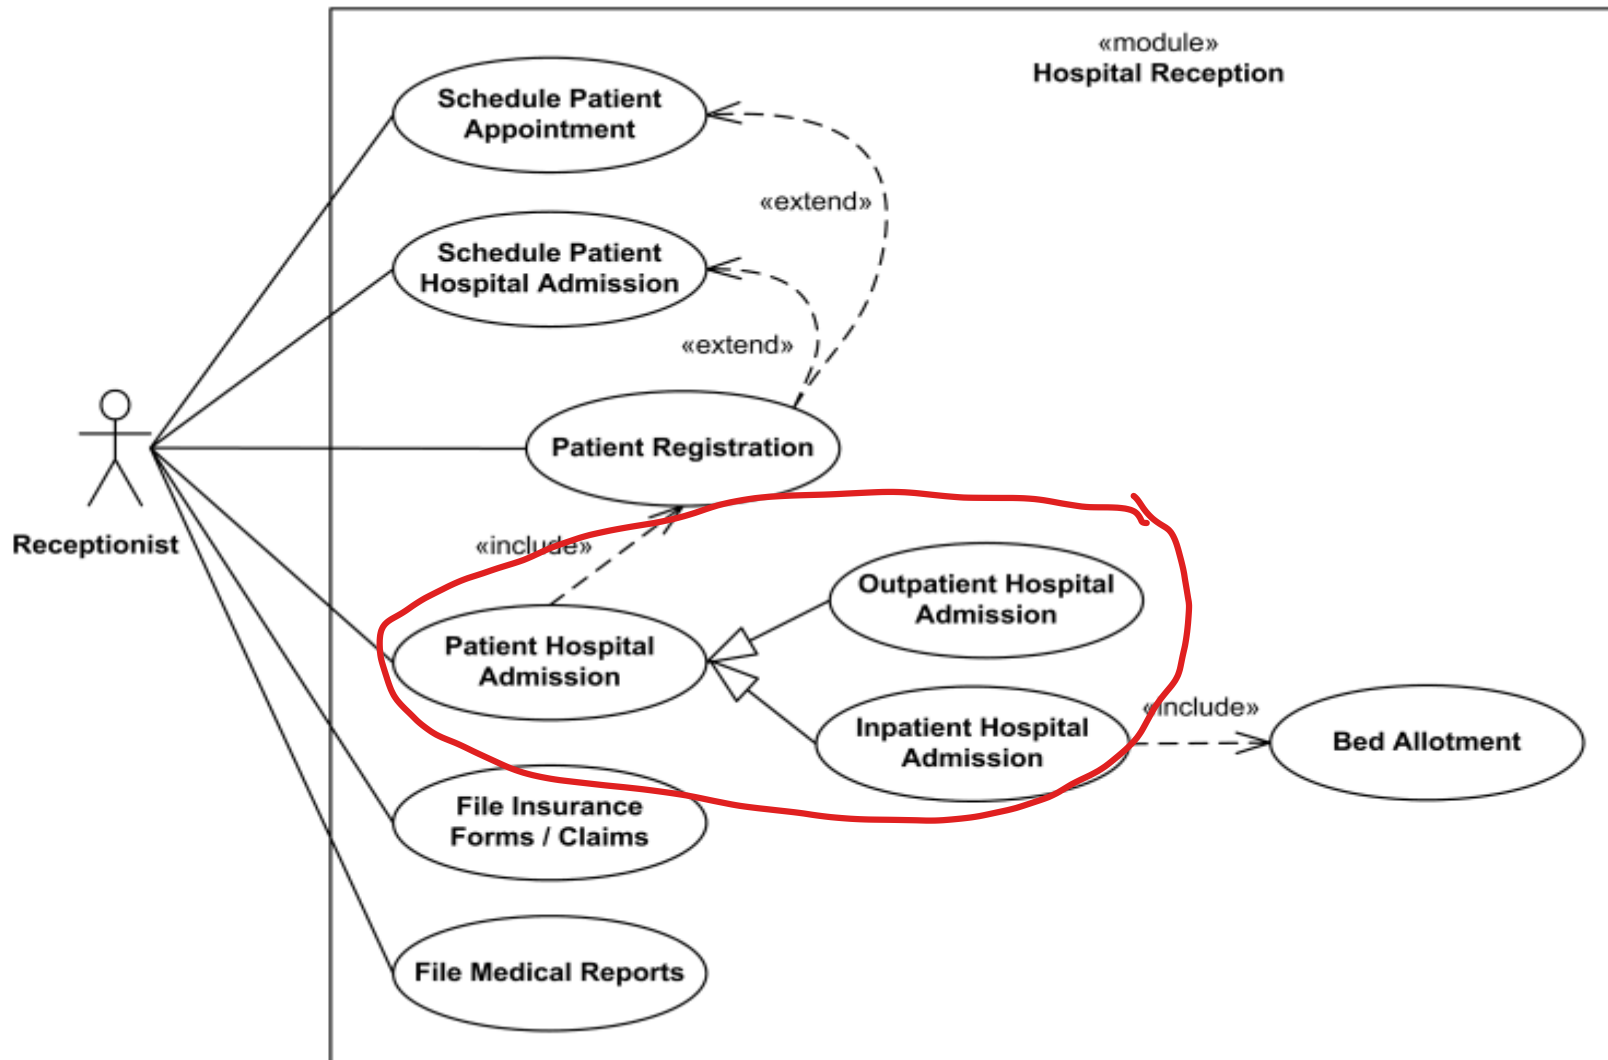 «module»
Hospital Reception
Schedule Patient
Appointment
«extend»
Schedule Patient
Hospital Admission
«extend»
Patient Registration
Receptionist
«include»
Outpatient Hospital
Admission
Patient Hospital
Admission
Inpatient Hospital
Admission
«include»
Bed Allotment
File Insurance
Forms / Claims
File Medical Reports